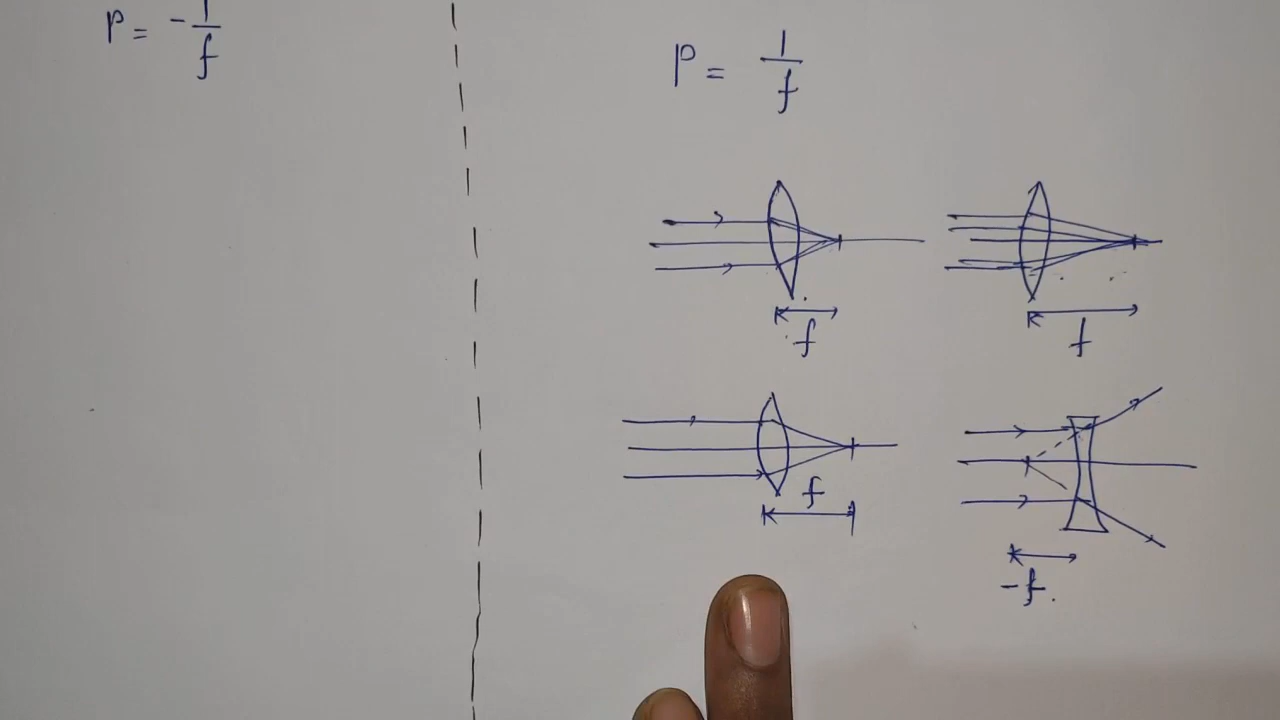 P = - 1/f
P = 1/f
f
f
f
-f.